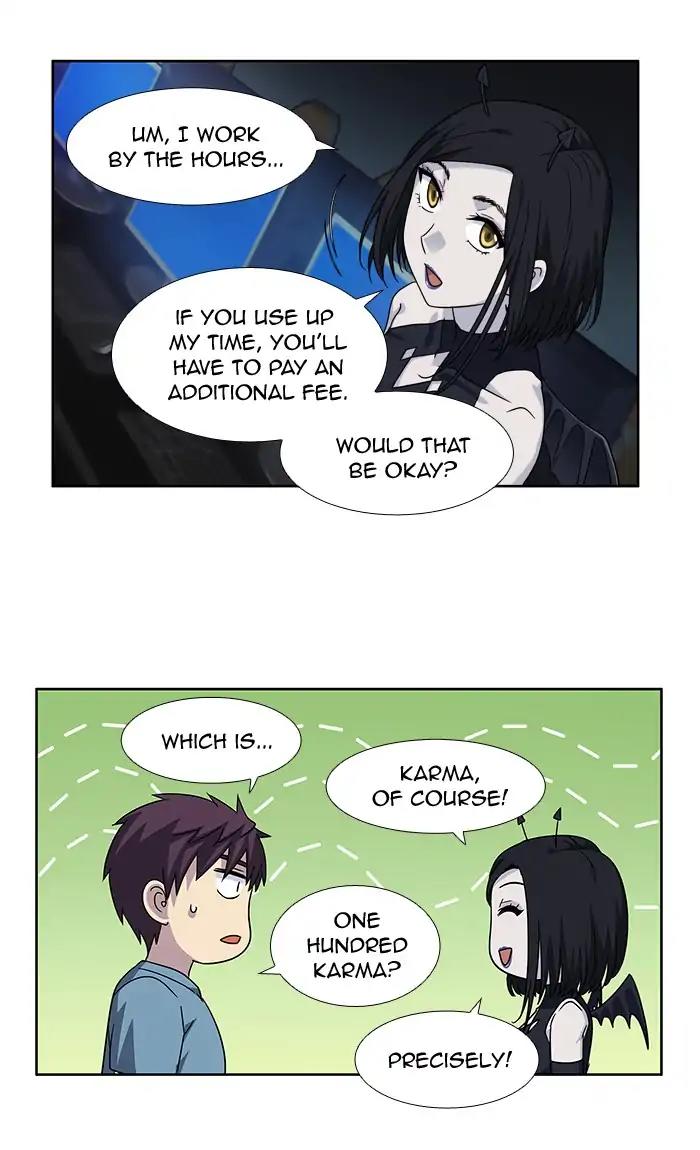 UM, I WORK
BY THE HOURS...
IF YOU USE UP
MY TIME, YOU'LL
HAVE TO PAY AN
ADDITIONAL FEE.
WOULD THAT
BE OKAY?
WHICH IS...
KARMA,
OF COURSE!
ONE
HUNDRED
KARMA?
PRECISELY!